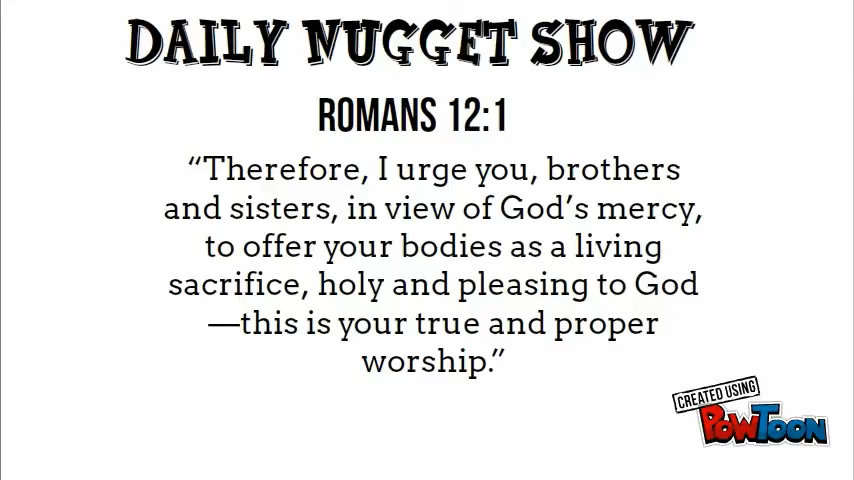 DAILY NUGGET SHOW
ROMANS 12:1
“Therefore, I urge you, brothers
and sisters, in view of God’s mercy,
to offer your bodies as a living
sacrifice, holy and pleasing to God
—this is your true and proper
worship.”
CREATED USING
POWTOON